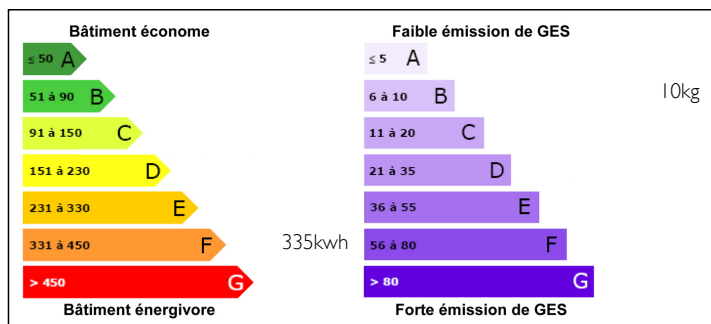 Bâtiment économe
≤ 50 A
51 à 90 B
91 à 150 C
151 à 230 D
231 à 330 E
331 à 450 F
335kwh
> 450 G
Bâtiment énergivore
Faible émission de GES
≤ 5 A
6 à 10 B
10kg
11 à 20 C
21 à 35 D
36 à 55 E
56 à 80 F
> 80 G
Forte émission de GES